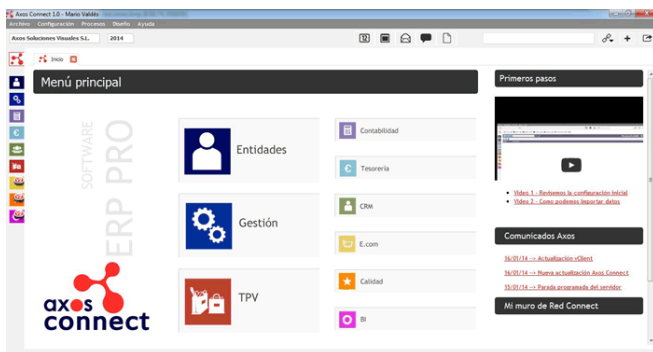 Axos Connect 1.0 - Mario Valdés
Archivo Configuración Procesos Diseño Ayuda
Axos Soluciones Visuales S.L. 2014
Inicio
Menú principal
SOFTWARE
ERP PRO
Entidades
Gestión
TPV
Contabilidad
Tesorería
CRM
E.com
Calidad
BI
axos
connect
Primeros pasos
Video 1 - Revisemos la configuración inicial
Video 2 - Como podemos importar datos
Comunicados Axos
16/01/14 --> Actualización vClient
16/01/14 --> Nueva actualización Axos Connect
15/01/14 --> Parada programada del servidor
Mi muro de Red Connect